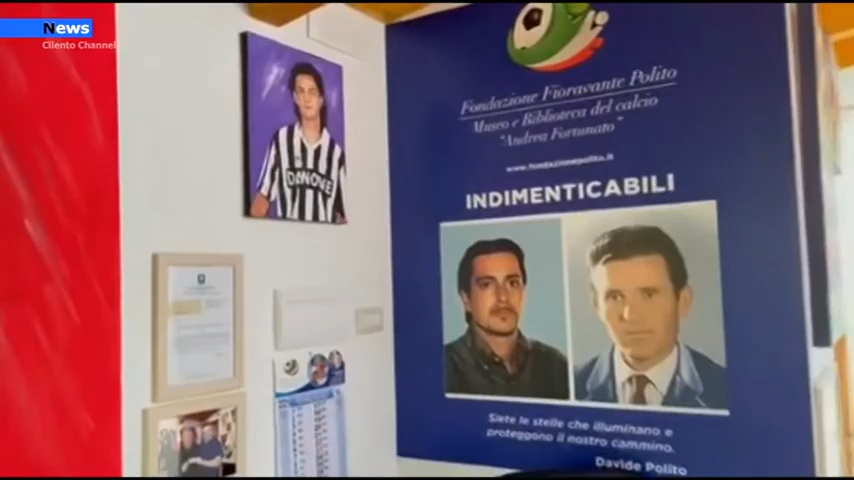 News
Cilento Channel
Fondazione Fioravante Polito
Museo e Biblioteca del calcio
"Andrea Fortunato"
www.fondazionepolito.it
INDIMENTICABILI
DANONE
Siete le stelle che illuminano e
proteggono il nostro cammino.
Davide Polito